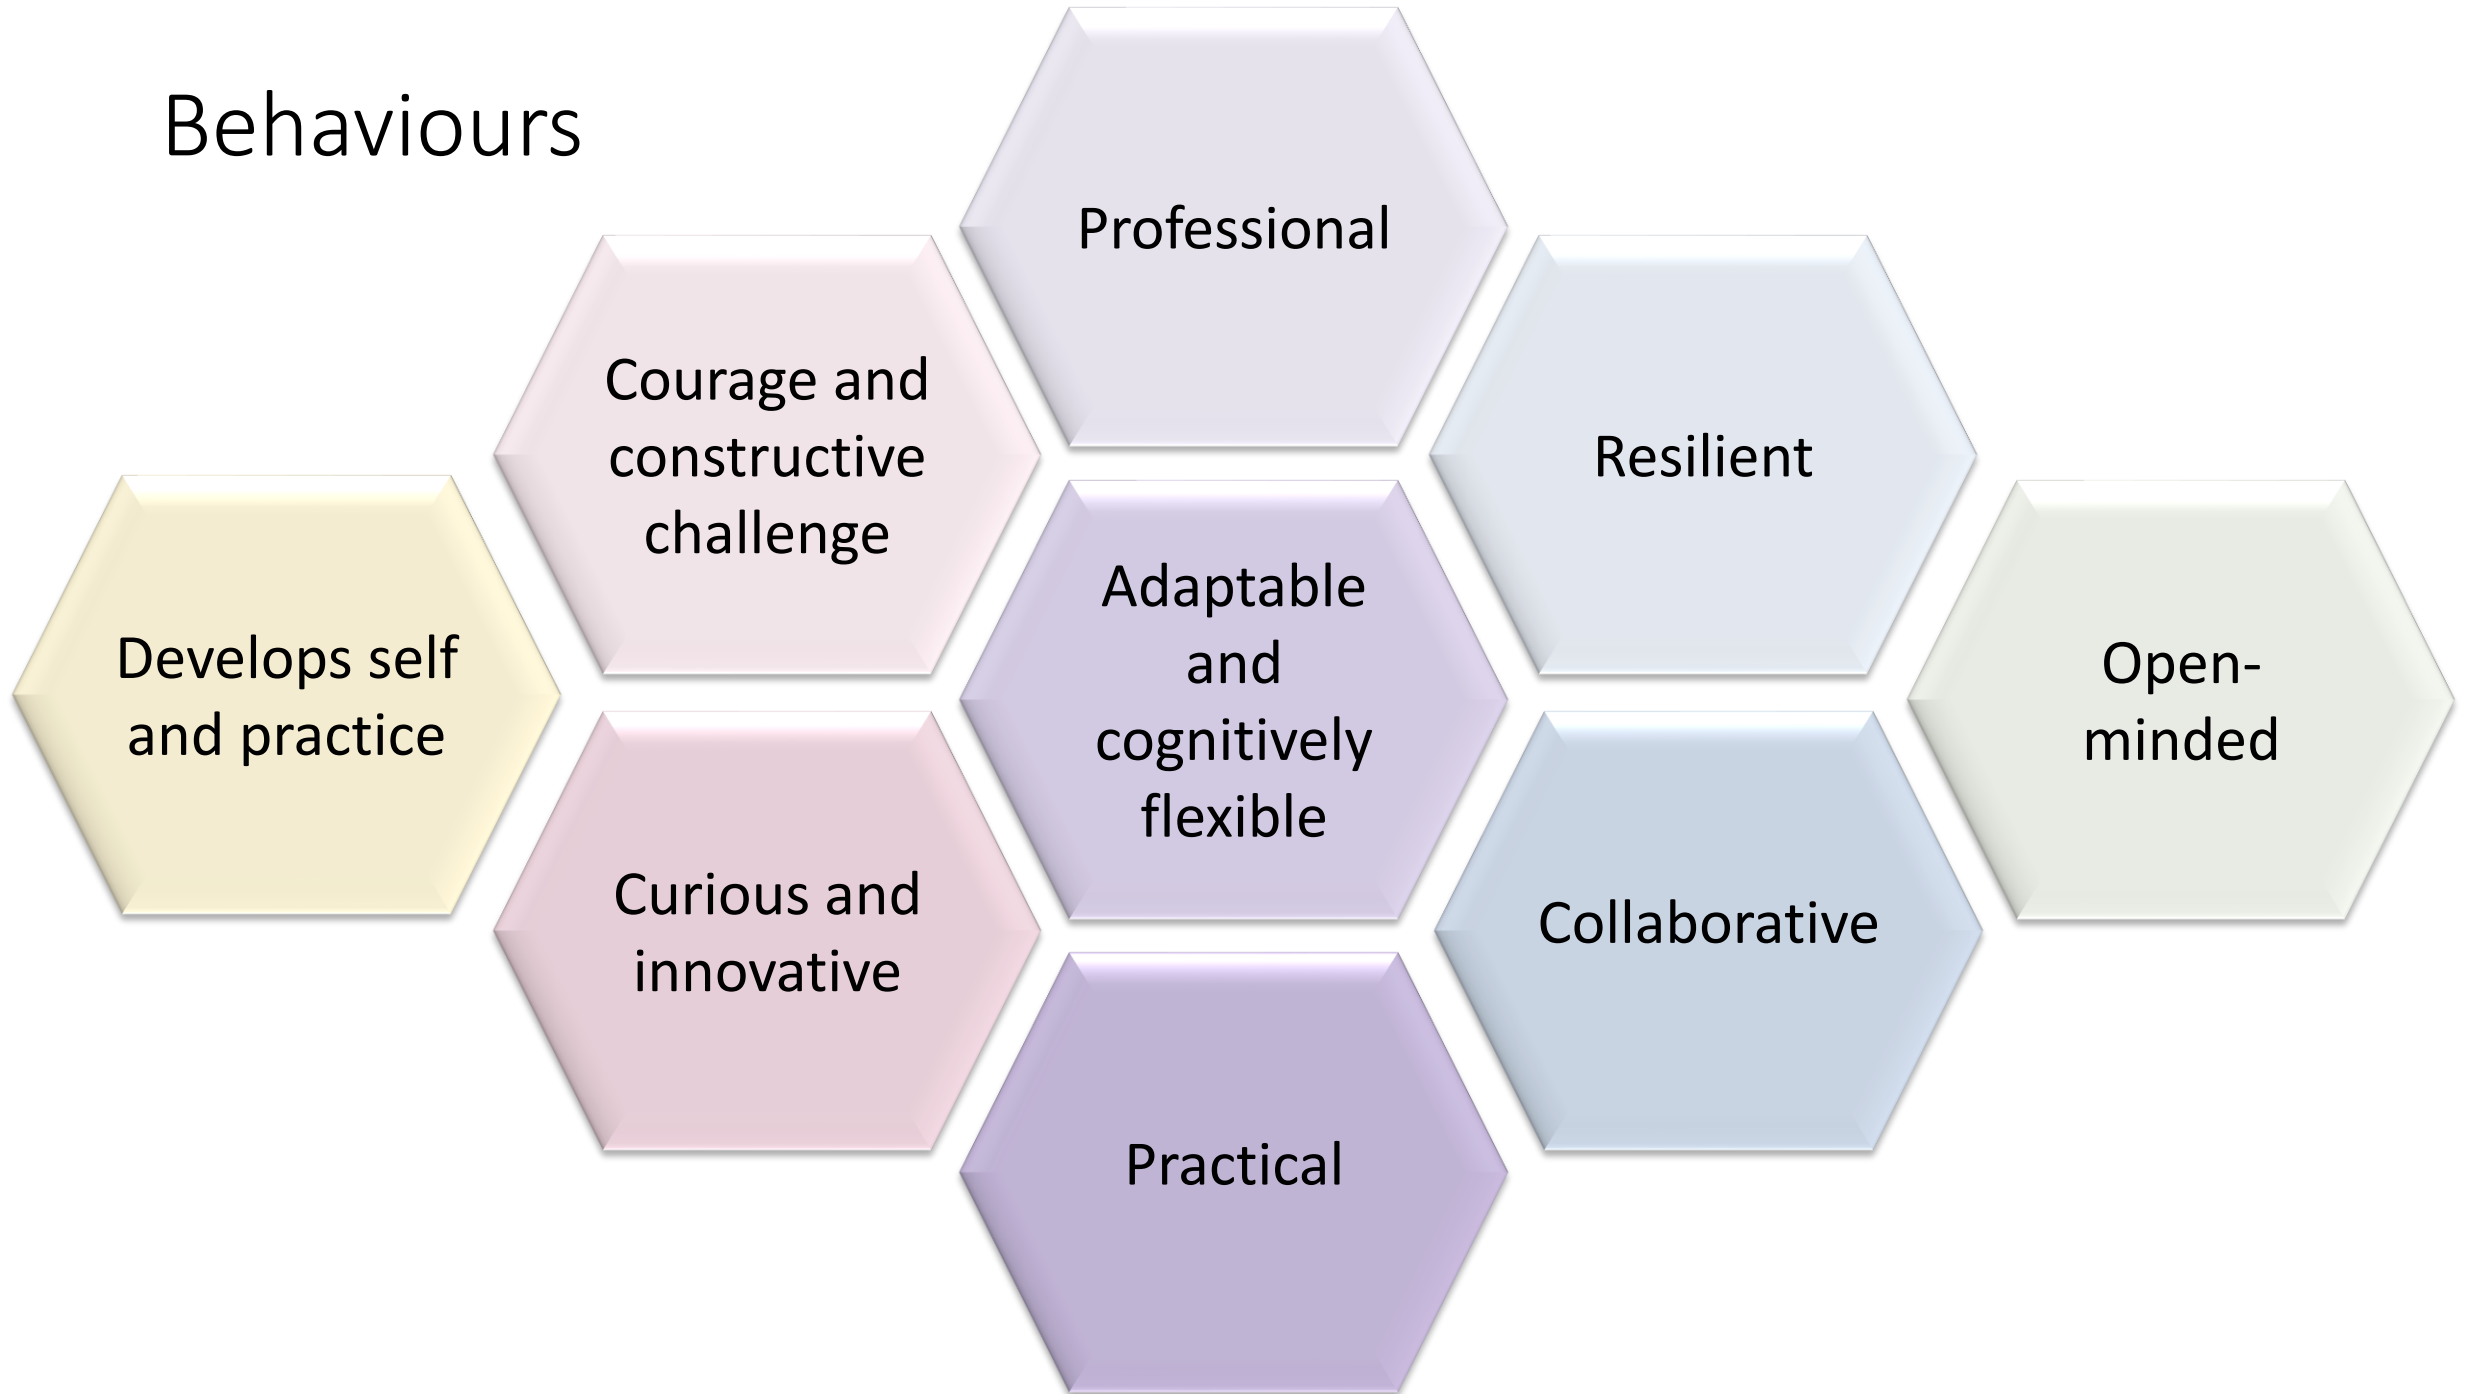 Behaviours
Professional
Courage and
constructive
challenge
Resilient
Develops self
and practice
Adaptable
and
cognitively
flexible
Open-
minded
Curious and
innovative
Collaborative
Practical